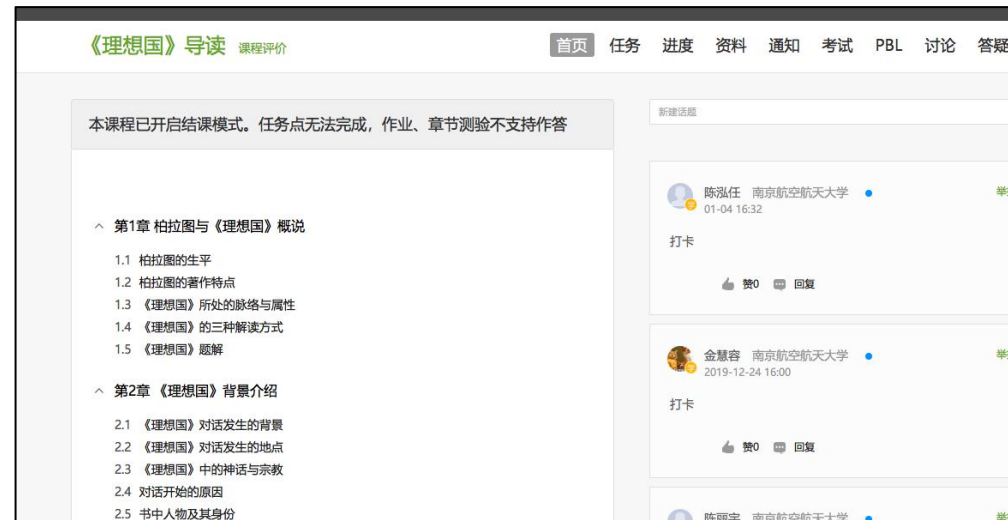 《理想国》导读 课程评价
首页 任务 进度 资料 通知 考试 PBL 讨论 答疑
本课程已开启结课模式。任务点无法完成，作业、章节测验不支持作答
第1章 柏拉图与《理想国》概说
1.1 柏拉图的生平
1.2 柏拉图的著作特点
1.3 《理想国》所处的脉络与属性
1.4 《理想国》的三种解读方式
1.5 《理想国》题解
第2章 《理想国》背景介绍
2.1 《理想国》对话发生的背景
2.2 《理想国》对话发生的地点
2.3 《理想国》中的神话与宗教
2.4 对话开始的原因
2.5 书中人物及其身份
新建话题
陈泓任 南京航空航天大学
01-04 16:32
打卡
赞0 回复
金慧容 南京航空航天大学
2019-12-24 16:00
打卡
赞0 回复
陈丽宇 南京航空航天大学